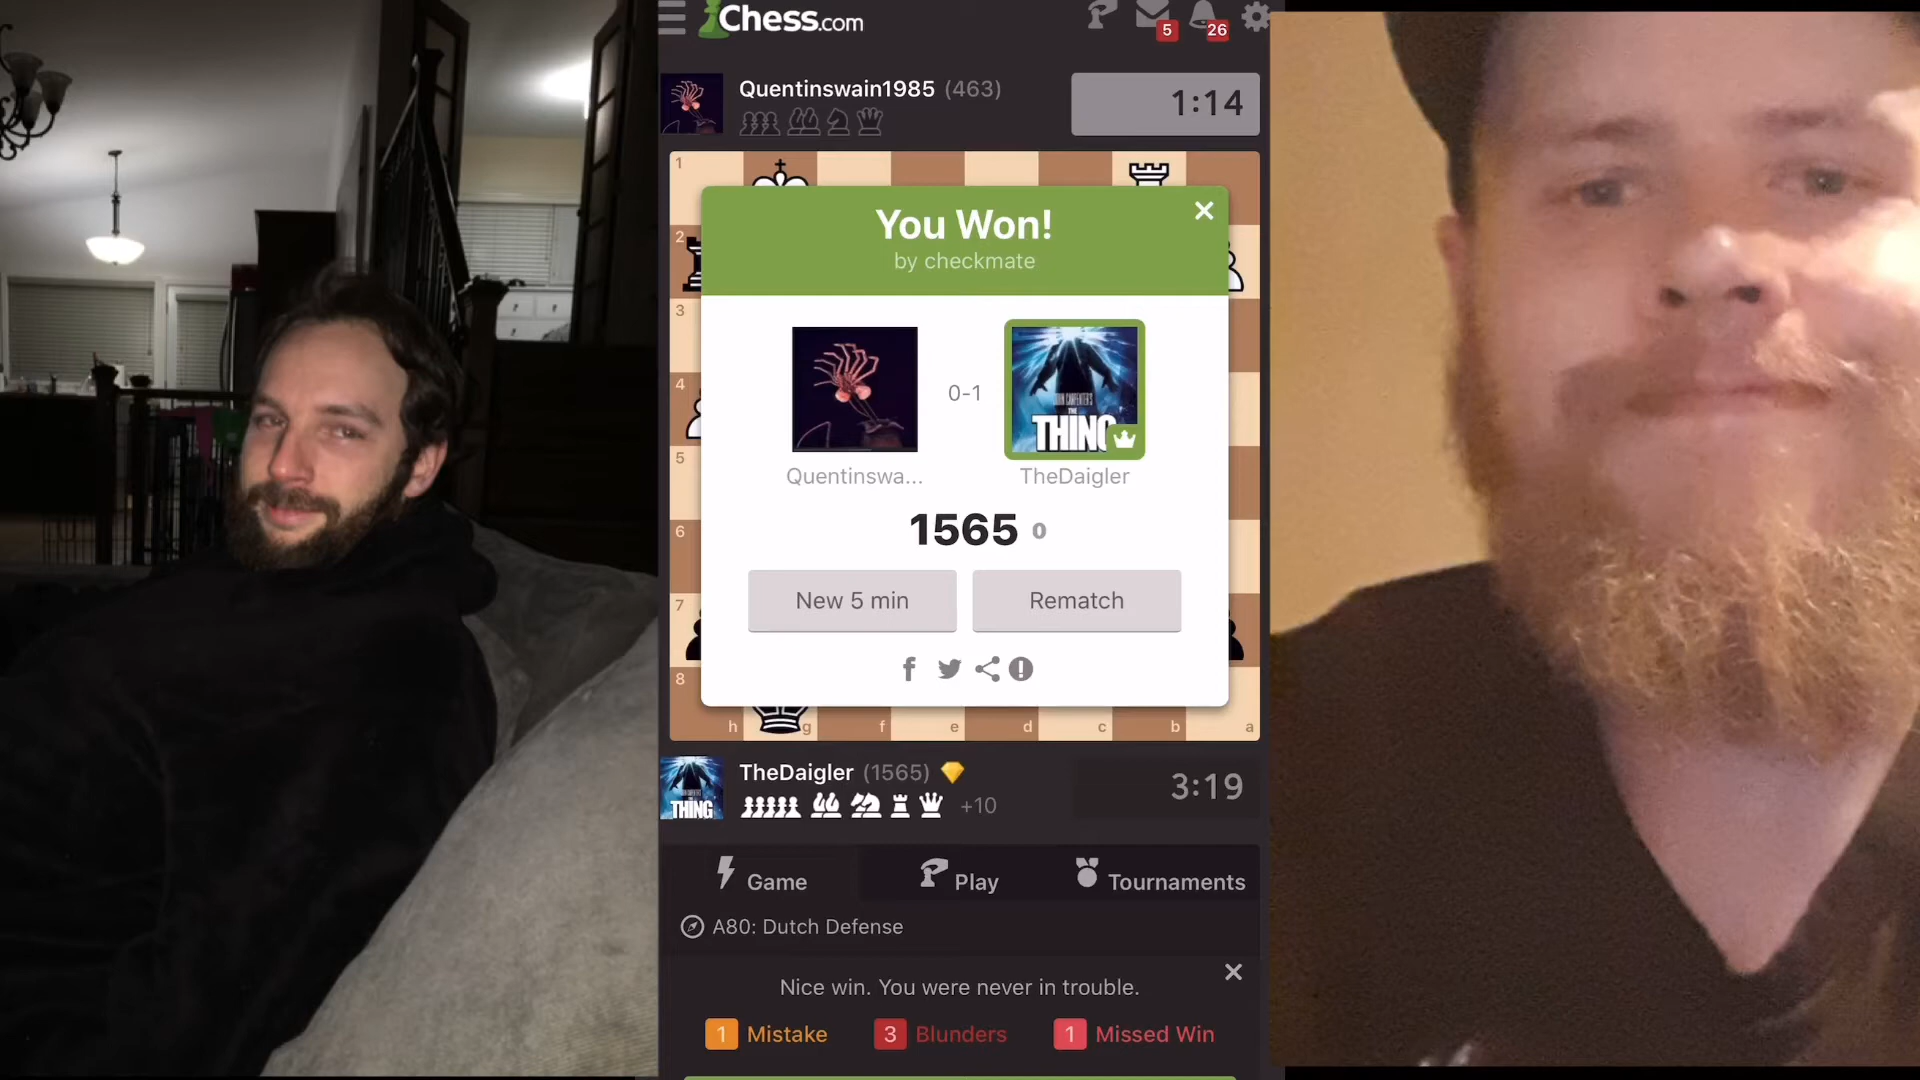 Chess.com
5
26
Quentinswain1985 (463)
1:14
1
2
3
4
5
6
7
8
You Won!
by checkmate
0-1
JOHN CARPENTER'S
THE
THING
Quentinswa...
TheDaigler
1565 0
New 5 min
Rematch
f
h
g
f
e
d
c
b
a
TheDaigler (1565)
THING
+10
3:19
Game
Play
Tournaments
A80: Dutch Defense
Nice win. You were never in trouble.
1 Mistake
3 Blunders
1 Missed Win